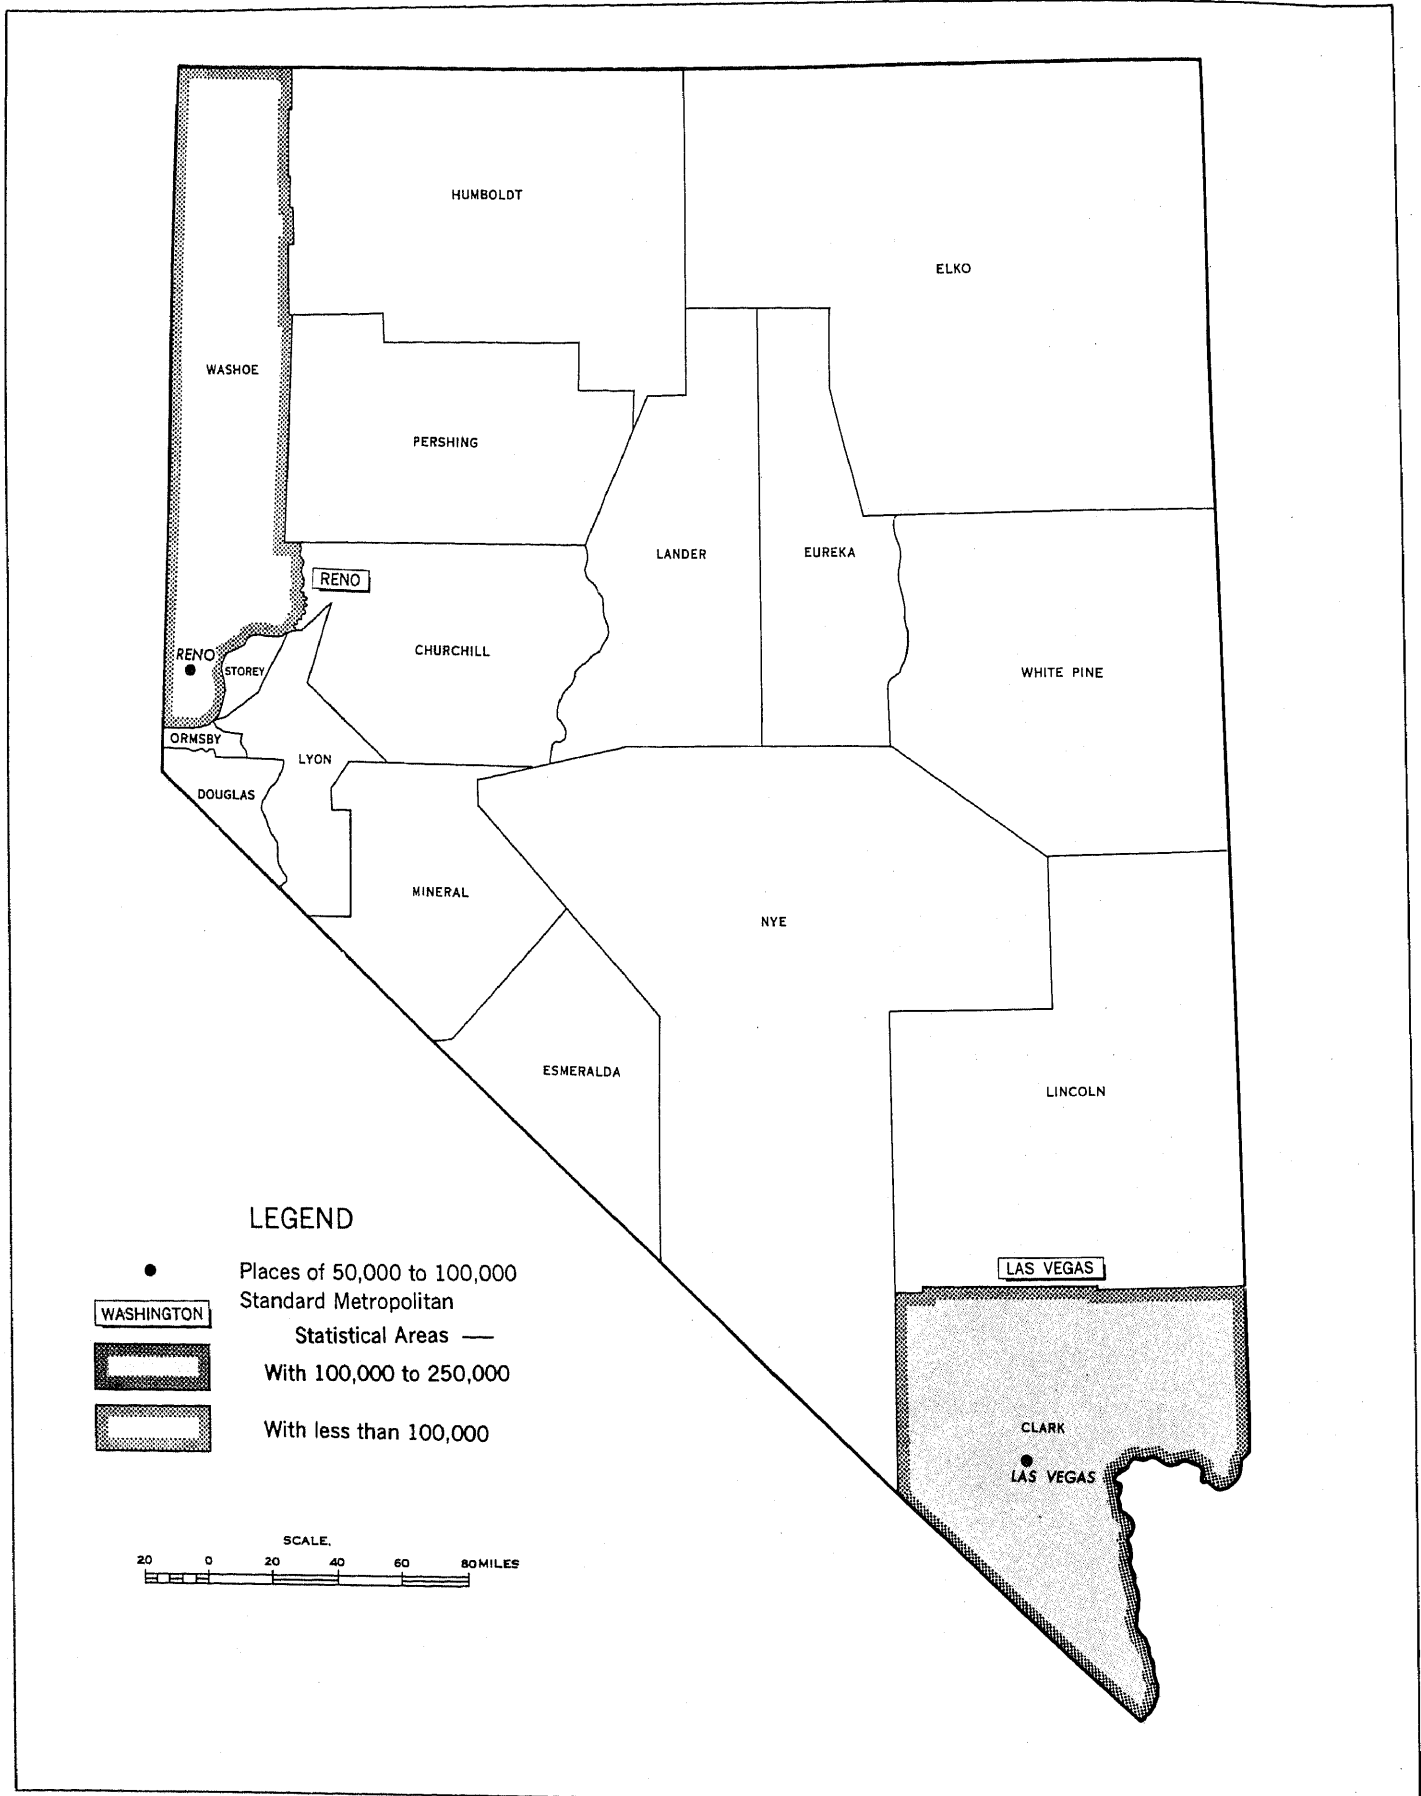 HUMBOLDT
ELKO
WASHOE
PERSHING
LANDER
EUREKA
RENO
CHURCHILL
RENO
STOREY
WHITE PINE
ORMSBY
LYON
DOUGLAS
MINERAL
NYE
ESMERALDA
LINCOLN
LEGEND
Places of 50,000 to 100,000
WASHINGTON
Standard Metropolitan
Statistical Areas —
With 100,000 to 250,000
With less than 100,000
LAS VEGAS
CLARK
LAS VEGAS
SCALE.
20 0 20 40 60 80 MILES